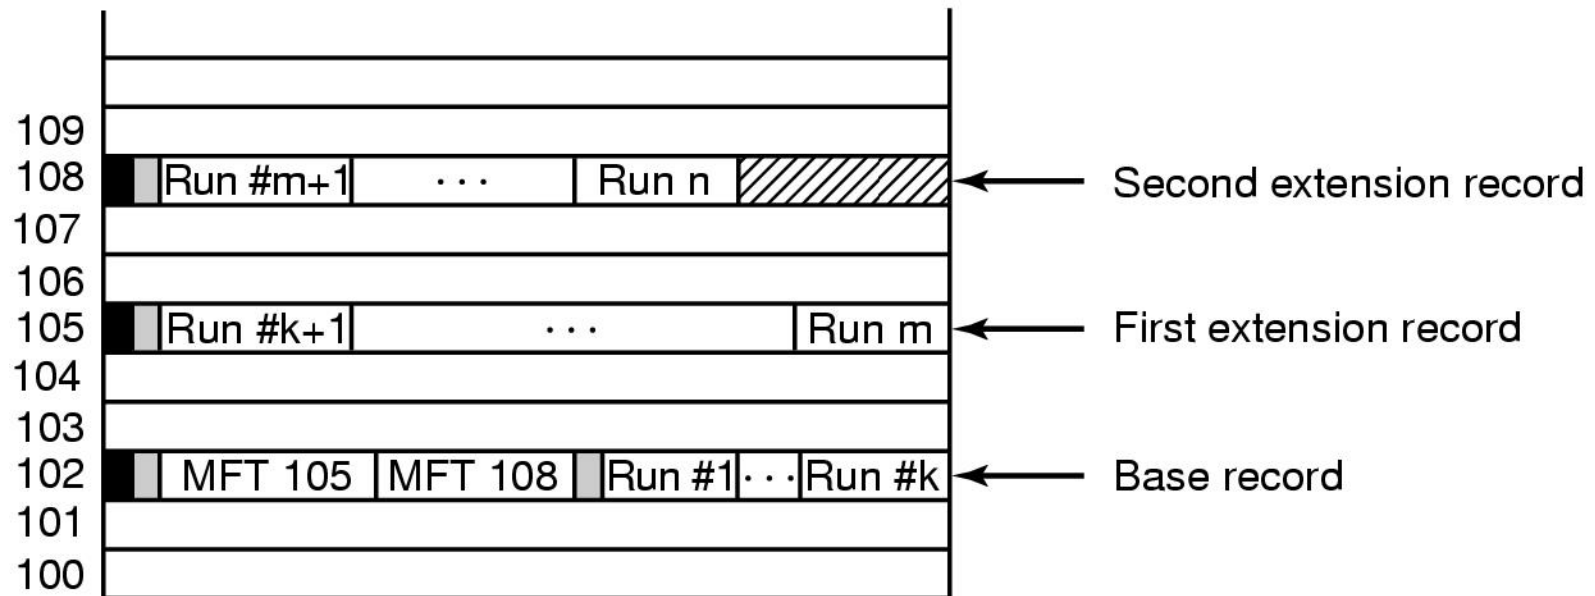 109
108 Run #m+1 ... Run n Second extension record
107
106
105 Run #k+1 ... Run m First extension record
104
103
102 MFT 105 MFT 108 Run #1 ... Run #k Base record
101
100